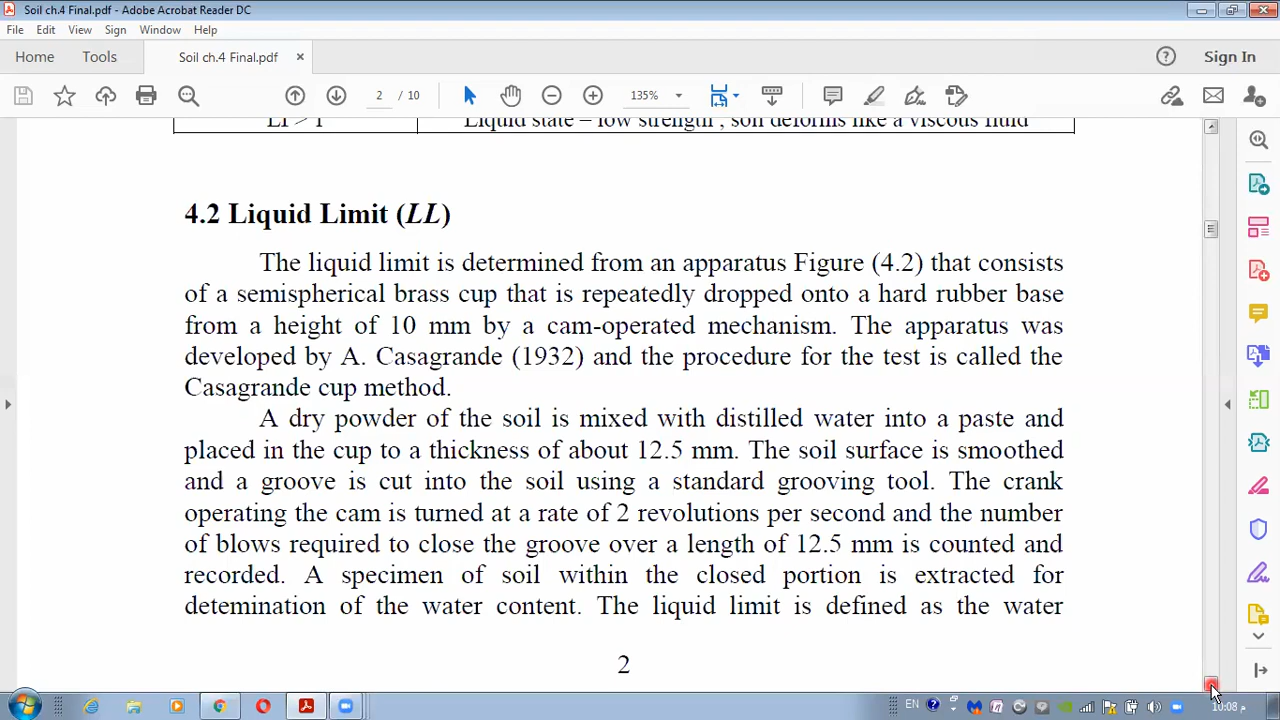 Soil ch.4 Final.pdf - Adobe Acrobat Reader DC
File Edit View Sign Window Help
Home Tools Soil ch.4 Final.pdf × Sign In
2 / 10 135%
LI > 1 Liquid state – low strength , soil deforms like a viscous fluid
4.2 Liquid Limit (LL)
The liquid limit is determined from an apparatus Figure (4.2) that consists
of a semispherical brass cup that is repeatedly dropped onto a hard rubber base
from a height of 10 mm by a cam-operated mechanism. The apparatus was
developed by A. Casagrande (1932) and the procedure for the test is called the
Casagrande cup method.
A dry powder of the soil is mixed with distilled water into a paste and
placed in the cup to a thickness of about 12.5 mm. The soil surface is smoothed
and a groove is cut into the soil using a standard grooving tool. The crank
operating the cam is turned at a rate of 2 revolutions per second and the number
of blows required to close the groove over a length of 12.5 mm is counted and
recorded. A specimen of soil within the closed portion is extracted for
detemination of the water content. The liquid limit is defined as the water
2
EN 10:08 م